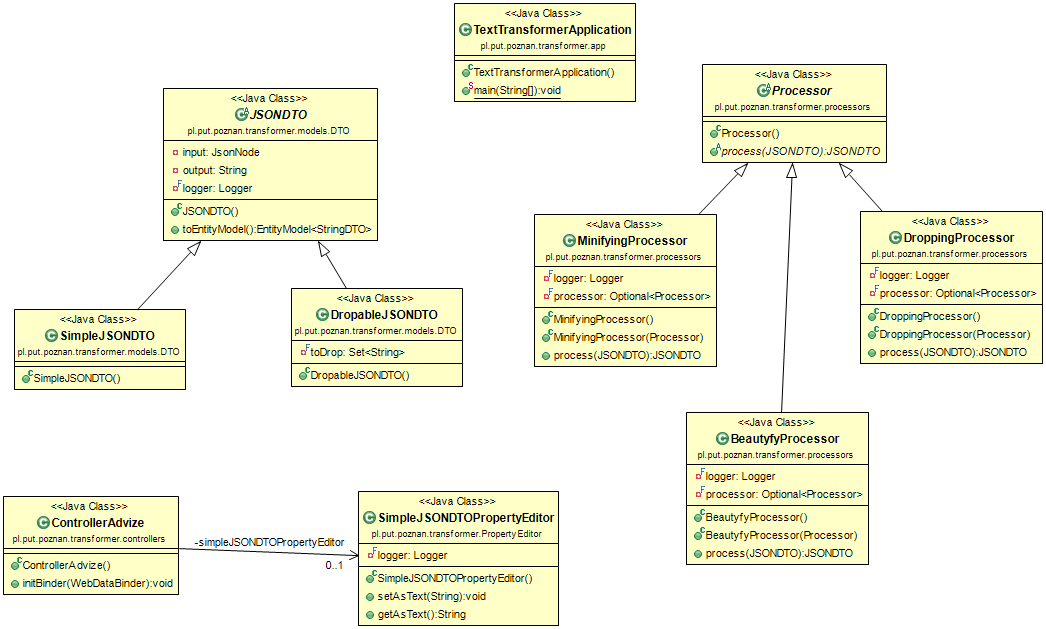 <<Java Class>>
TextTransformerApplication
pl.put.poznan.transformer.app
TextTransformerApplication()
main(String[]):void
<<Java Class>>
Processor
pl.put.poznan.transformer.processors
Processor()
process(JSONDTO):JSONDTO
<<Java Class>>
JSONDTO
pl.put.poznan.transformer.models.DTO
input: JsonNode
output: String
logger: Logger
JSONDTO()
toEntityModel():EntityModel<StringDTO>
<<Java Class>>
MinifyingProcessor
pl.put.poznan.transformer.processors
logger: Logger
processor: Optional<Processor>
MinifyingProcessor()
MinifyingProcessor(Processor)
process(JSONDTO):JSONDTO
<<Java Class>>
DroppingProcessor
pl.put.poznan.transformer.processors
logger: Logger
processor: Optional<Processor>
DroppingProcessor()
DroppingProcessor(Processor)
process(JSONDTO):JSONDTO
<<Java Class>>
SimpleJSONDTO
pl.put.poznan.transformer.models.DTO
SimpleJSONDTO()
<<Java Class>>
DropableJSONDTO
pl.put.poznan.transformer.models.DTO
toDrop: Set<String>
DropableJSONDTO()
<<Java Class>>
BeautyfyProcessor
pl.put.poznan.transformer.processors
logger: Logger
processor: Optional<Processor>
BeautyfyProcessor()
BeautyfyProcessor(Processor)
process(JSONDTO):JSONDTO
<<Java Class>>
ControllerAdvize
pl.put.poznan.transformer.controllers
ControllerAdvize()
initBinder(WebDataBinder):void
-simpleJSONDTOPropertyEditor
0..1
<<Java Class>>
SimpleJSONDTOPropertyEditor
pl.put.poznan.transformer.PropertyEditor
logger: Logger
SimpleJSONDTOPropertyEditor()
setAsText(String):void
getAsText():String